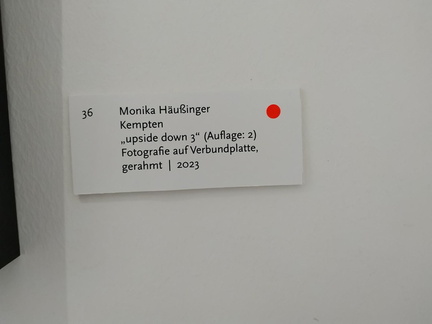 36 Monika Häußinger
Kempten
„upside down 3“ (Auflage: 2)
Fotografie auf Verbundplatte,
gerahmt | 2023